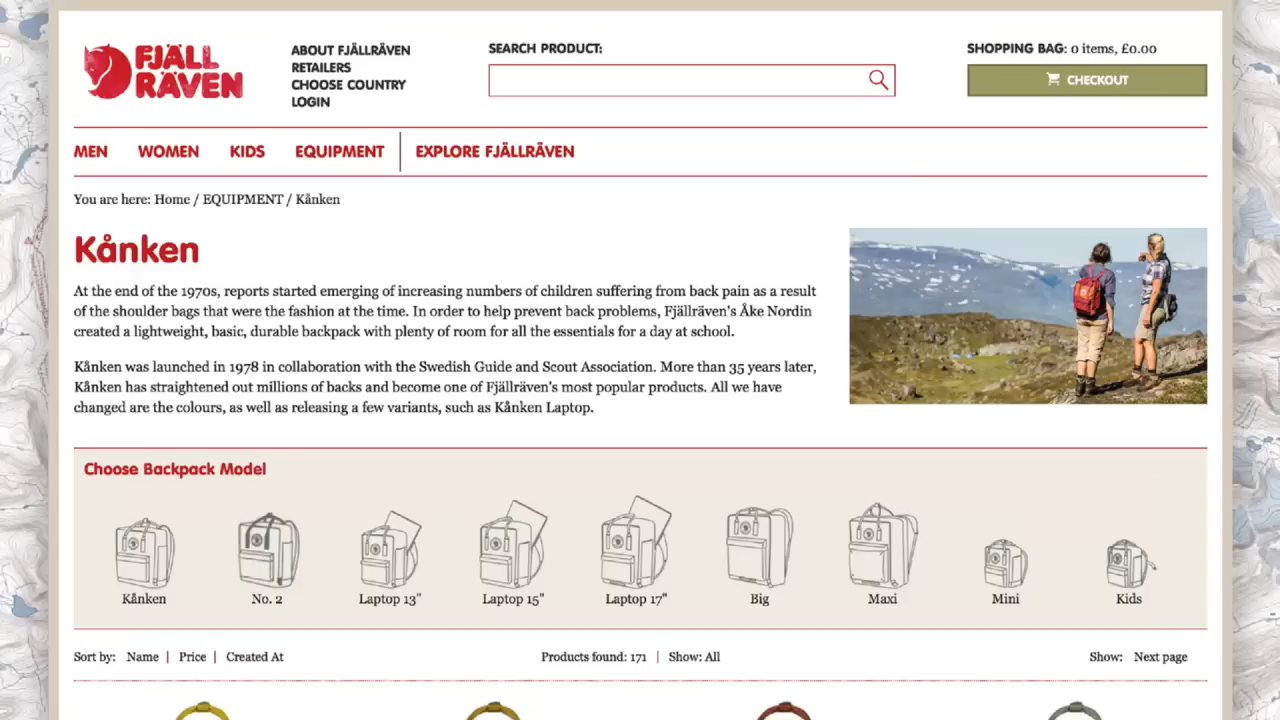 FJÄLL
RÄVEN
ABOUT FJÄLLRÄVEN
RETAILERS
CHOOSE COUNTRY
LOGIN
SEARCH PRODUCT:
SHOPPING BAG: 0 items, £0.00
CHECKOUT
MEN WOMEN KIDS EQUIPMENT EXPLORE FJÄLLRÄVEN
You are here: Home / EQUIPMENT / Kånken
Kånken
At the end of the 1970s, reports started emerging of increasing numbers of children suffering from back pain as a result
of the shoulder bags that were the fashion at the time. In order to help prevent back problems, Fjällräven's Åke Nordin
created a lightweight, basic, durable backpack with plenty of room for all the essentials for a day at school.
Kånken was launched in 1978 in collaboration with the Swedish Guide and Scout Association. More than 35 years later,
Kånken has straightened out millions of backs and become one of Fjällräven's most popular products. All we have
changed are the colours, as well as releasing a few variants, such as Kånken Laptop.
Choose Backpack Model
Kånken No. 2 Laptop 13" Laptop 15" Laptop 17" Big Maxi Mini Kids
Sort by: Name | Price | Created At Products found: 171 | Show: All Show: Next page